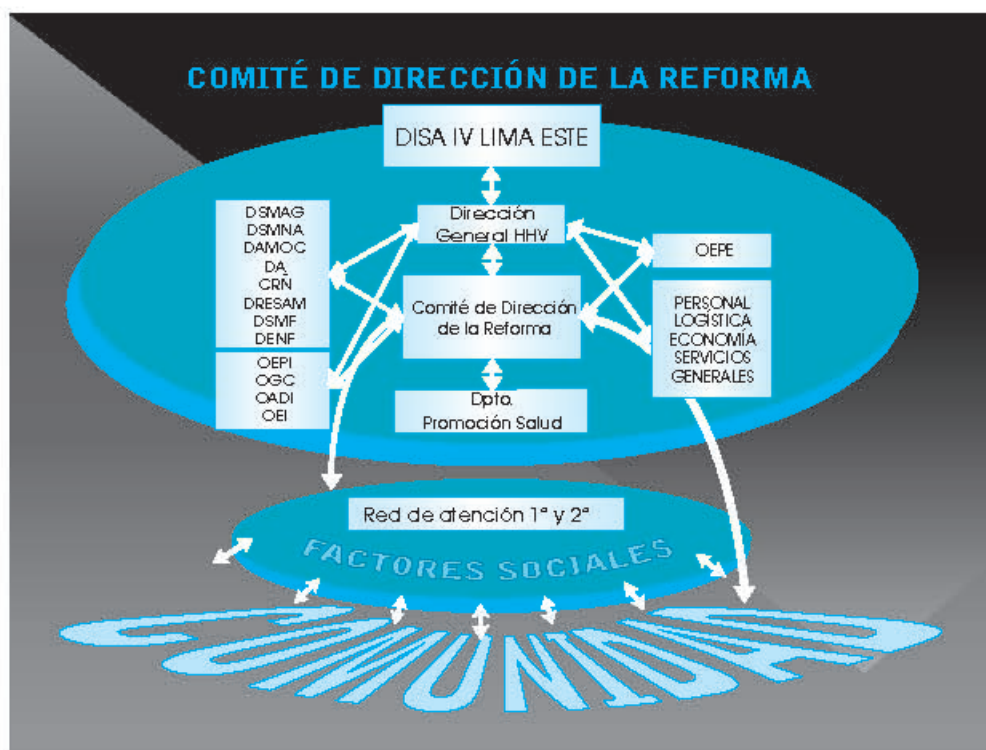 COMITÉ DE DIRECCIÓN DE LA REFORMA
DISA IV LIMA ESTE
Dirección
General HHV
DSMAG
DSMNA
DAMOC
DA
CRÑ
DRESAM
DSMF
DENF
OEPI
OGC
OADI
OEI
Comité de Dirección
de la Reforma
Dpto.
Promoción Salud
OEPE
PERSONAL
LOGÍSTICA
ECONOMÍA
SERVICIOS
GENERALES
Red de atención 1° y 2°
FACTORES SOCIALES
COMUNIDAD